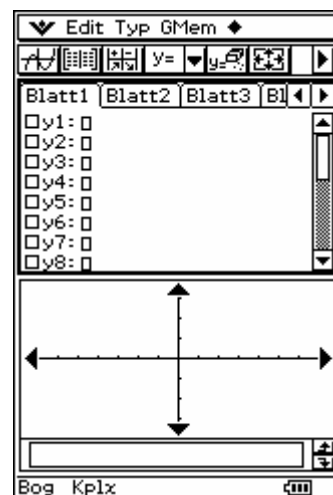 Edit Typ GMem ◆
y=
Blatt1 Blatt2 Blatt3 Bl
y1:
y2:
y3:
y4:
y5:
y6:
y7:
y8:
Bog Kplx